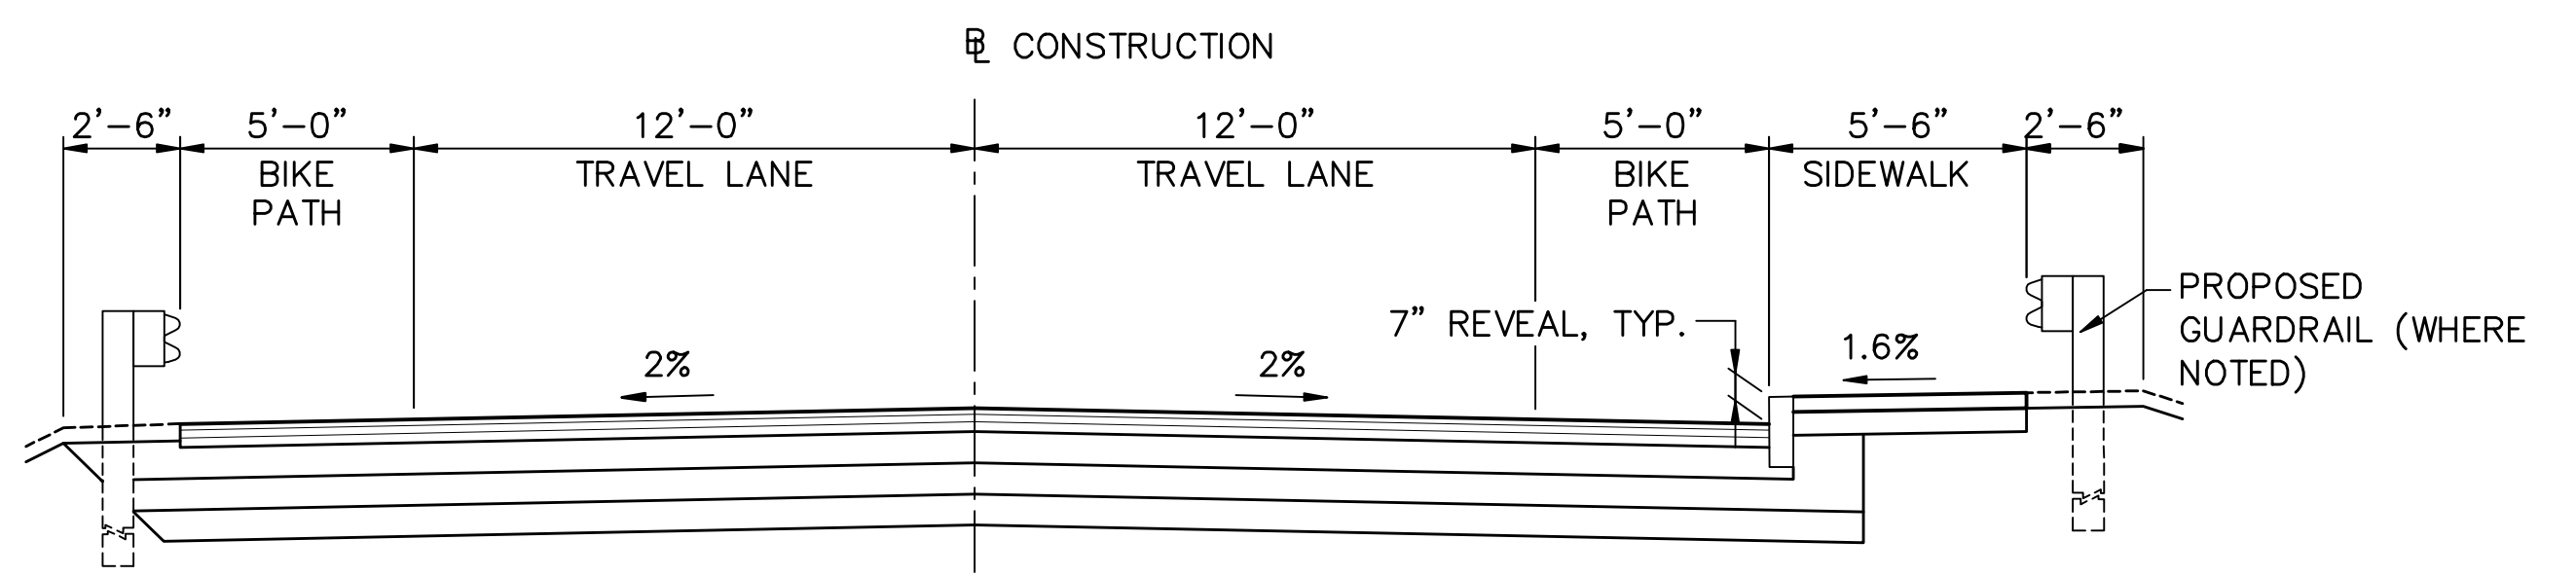 ℄ CONSTRUCTION
2'-6" 5'-0" 12'-0" 12'-0" 5'-0" 5'-6" 2'-6"
BIKE
PATH
TRAVEL LANE
TRAVEL LANE
BIKE
PATH
SIDEWALK
7" REVEAL, TYP.
2%
2%
1.6%
PROPOSED
GUARDRAIL (WHERE
NOTED)